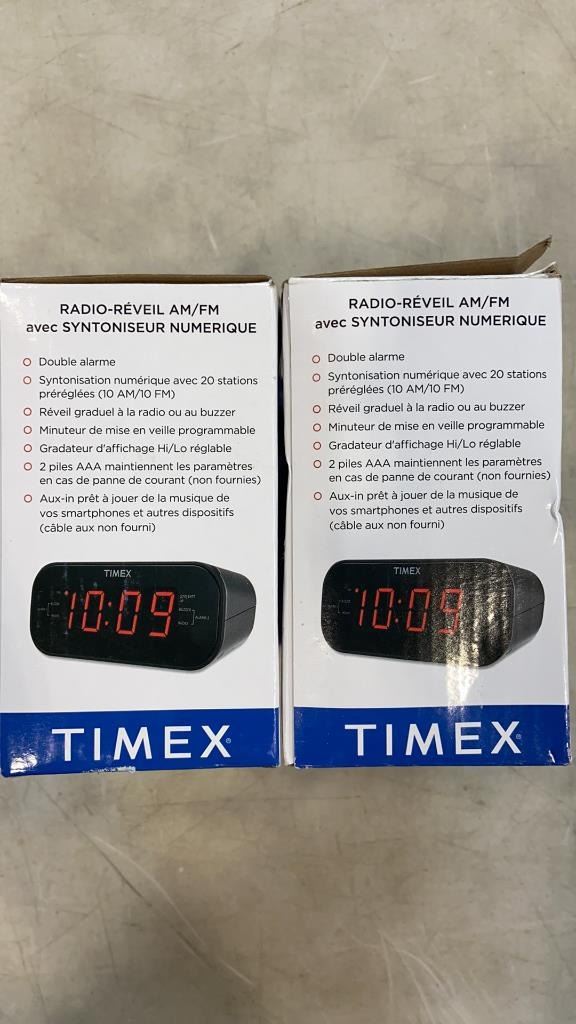 RADIO-RÉVEIL AM/FM
avec SYNTONISEUR NUMERIQUE
Double alarme
Syntonisation numérique avec 20 stations
préréglées (10 AM/10 FM)
Réveil graduel à la radio ou au buzzer
Minuteur de mise en veille programmable
Gradateur d'affichage Hi/Lo réglable
2 piles AAA maintiennent les paramètres
en cas de panne de courant (non fournies)
Aux-in prêt à jouer de la musique de
vos smartphones et autres dispositifs
(câble aux non fourni)
TIMEX
10:09
TIMEX®
RADIO-RÉVEIL AM/FM
avec SYNTONISEUR NUMERIQUE
Double alarme
Syntonisation numérique avec 20 stations
préréglées (10 AM/10 FM)
Réveil graduel à la radio ou au buzzer
Minuteur de mise en veille programmable
Gradateur d'affichage Hi/Lo réglable
2 piles AAA maintiennent les paramètres
en cas de panne de courant (non fournies)
Aux-in prêt à jouer de la musique de
vos smartphones et autres dispositifs
(câble aux non fourni)
TIMEX
10:09
TIMEX®